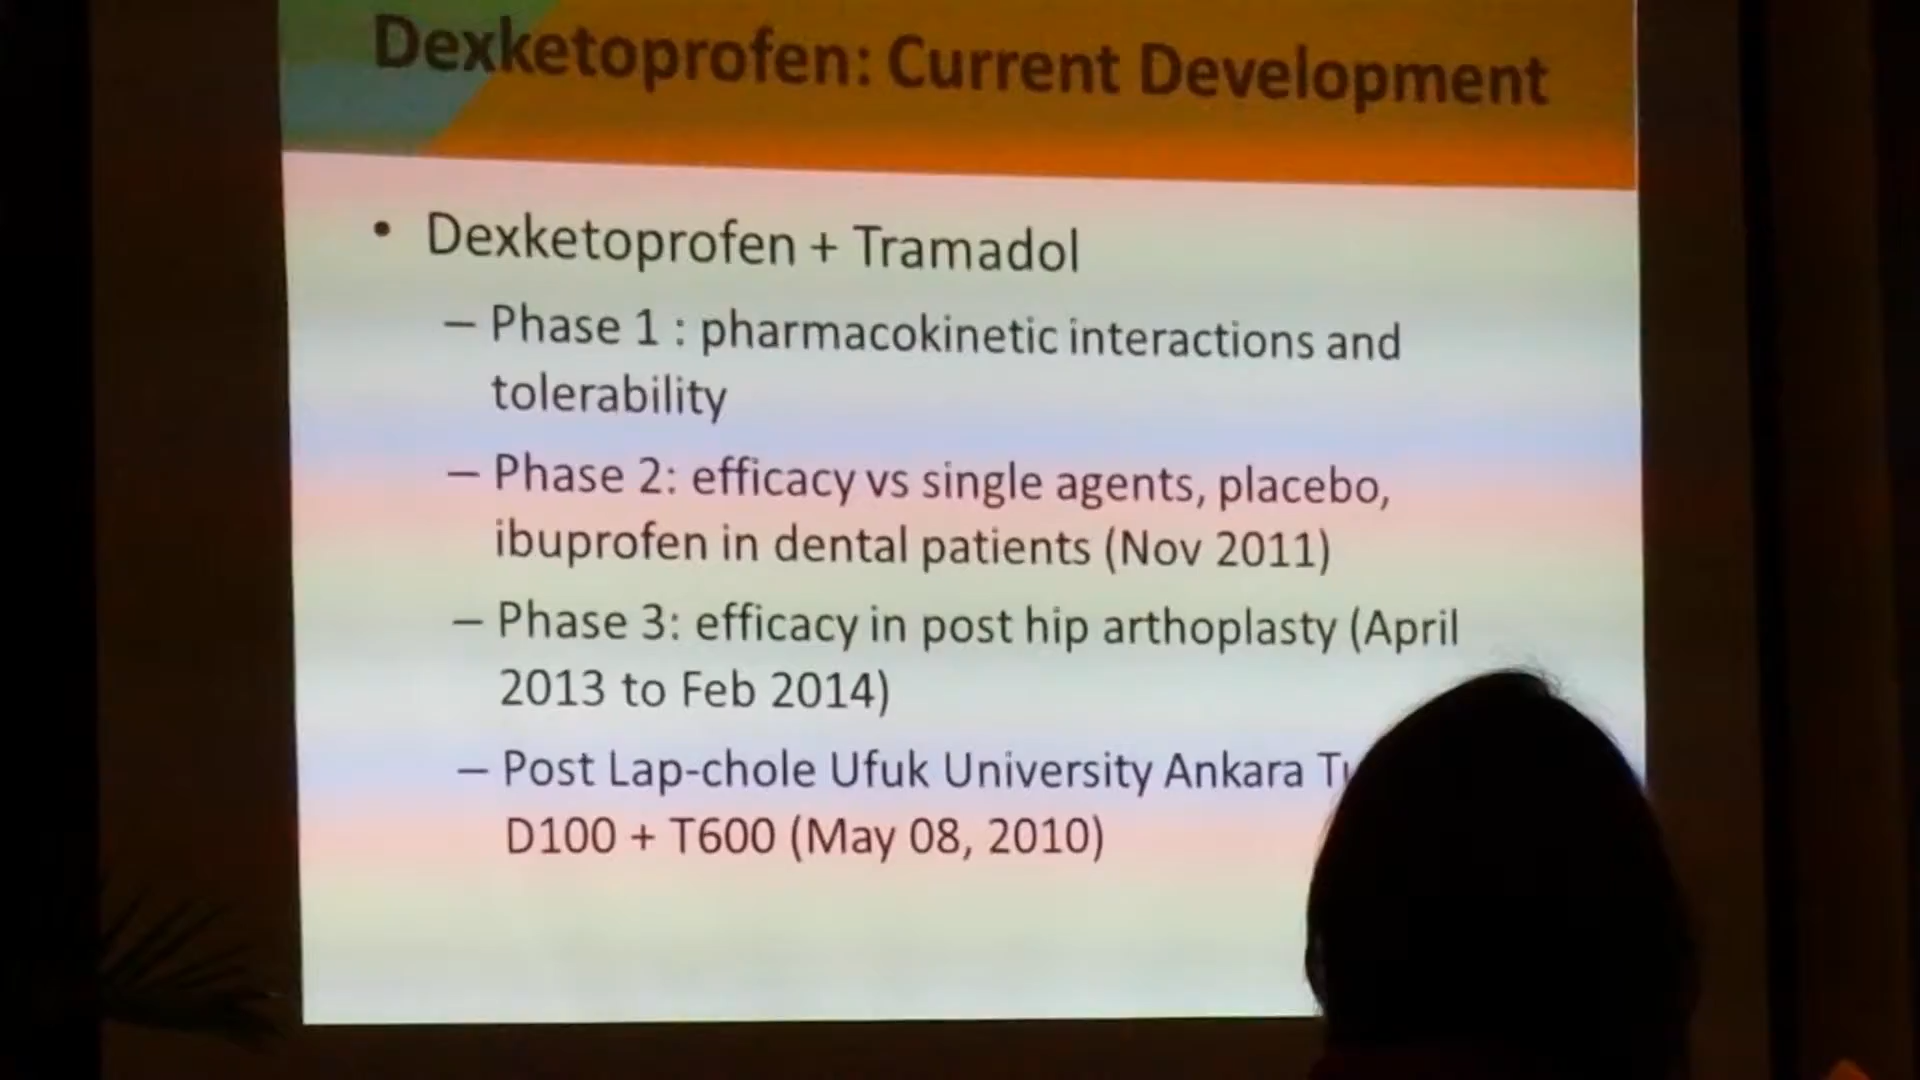 Dexketoprofen: Current Development
• Dexketoprofen + Tramadol
– Phase 1 : pharmacokinetic interactions and
tolerability
– Phase 2: efficacy vs single agents, placebo,
ibuprofen in dental patients (Nov 2011)
– Phase 3: efficacy in post hip arthoplasty (April
2013 to Feb 2014)
– Post Lap-chole Ufuk University Ankara
D100 + T600 (May 08, 2010)